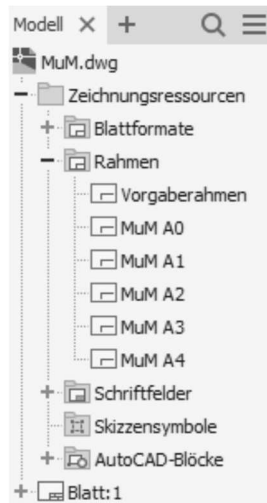 Modell
MuM.dwg
Zeichnungsressourcen
Blattformate
Rahmen
Vorgaberahmen
MuM A0
MuM A1
MuM A2
MuM A3
MuM A4
Schriftfelder
Skizzensymbole
AutoCAD-Blöcke
Blatt:1